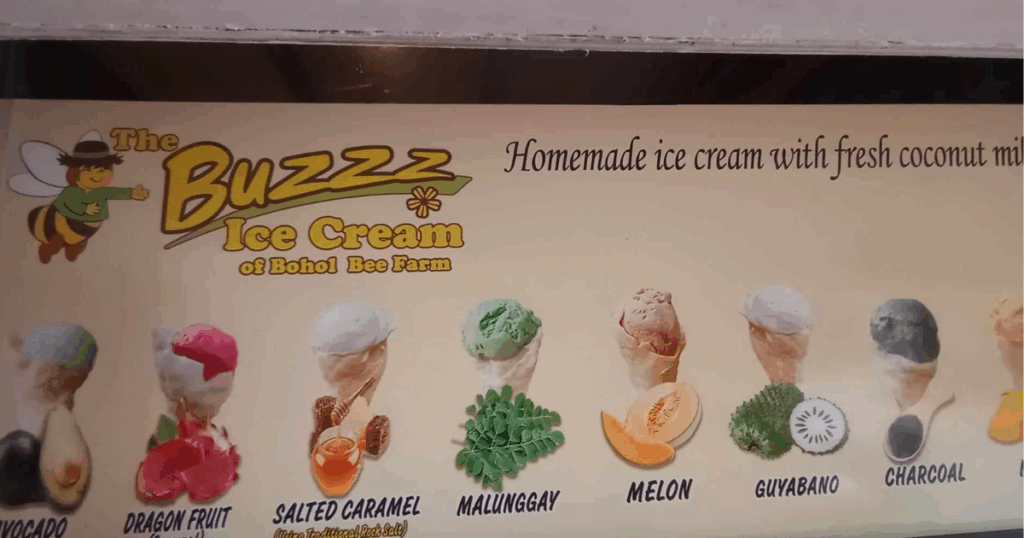 The
Buzzz
Ice Cream
of Bohol Bee Farm
Homemade ice cream with fresh coconut mil
VOCADO
DRAGON FRUIT
SALTED CARAMEL
(Using Traditional Rock Salt)
MALUNGGAY
MELON
GUYABANO
CHARCOAL